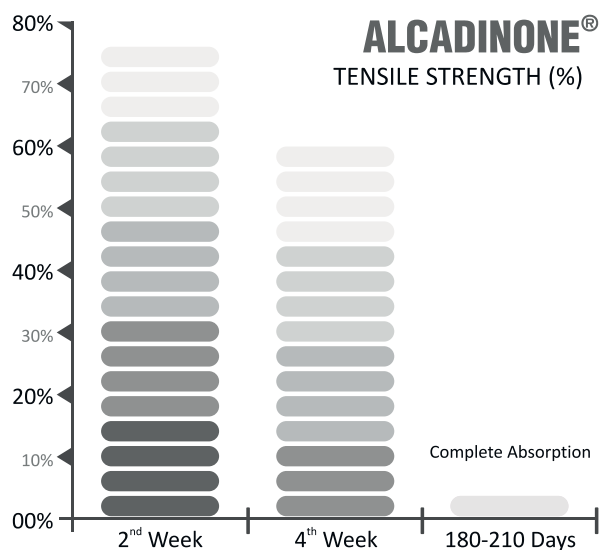 ALCADINONE®
TENSILE STRENGTH (%)
80%
70%
60%
50%
40%
30%
20%
10%
00%
Complete Absorption
2nd Week
4th Week
180-210 Days